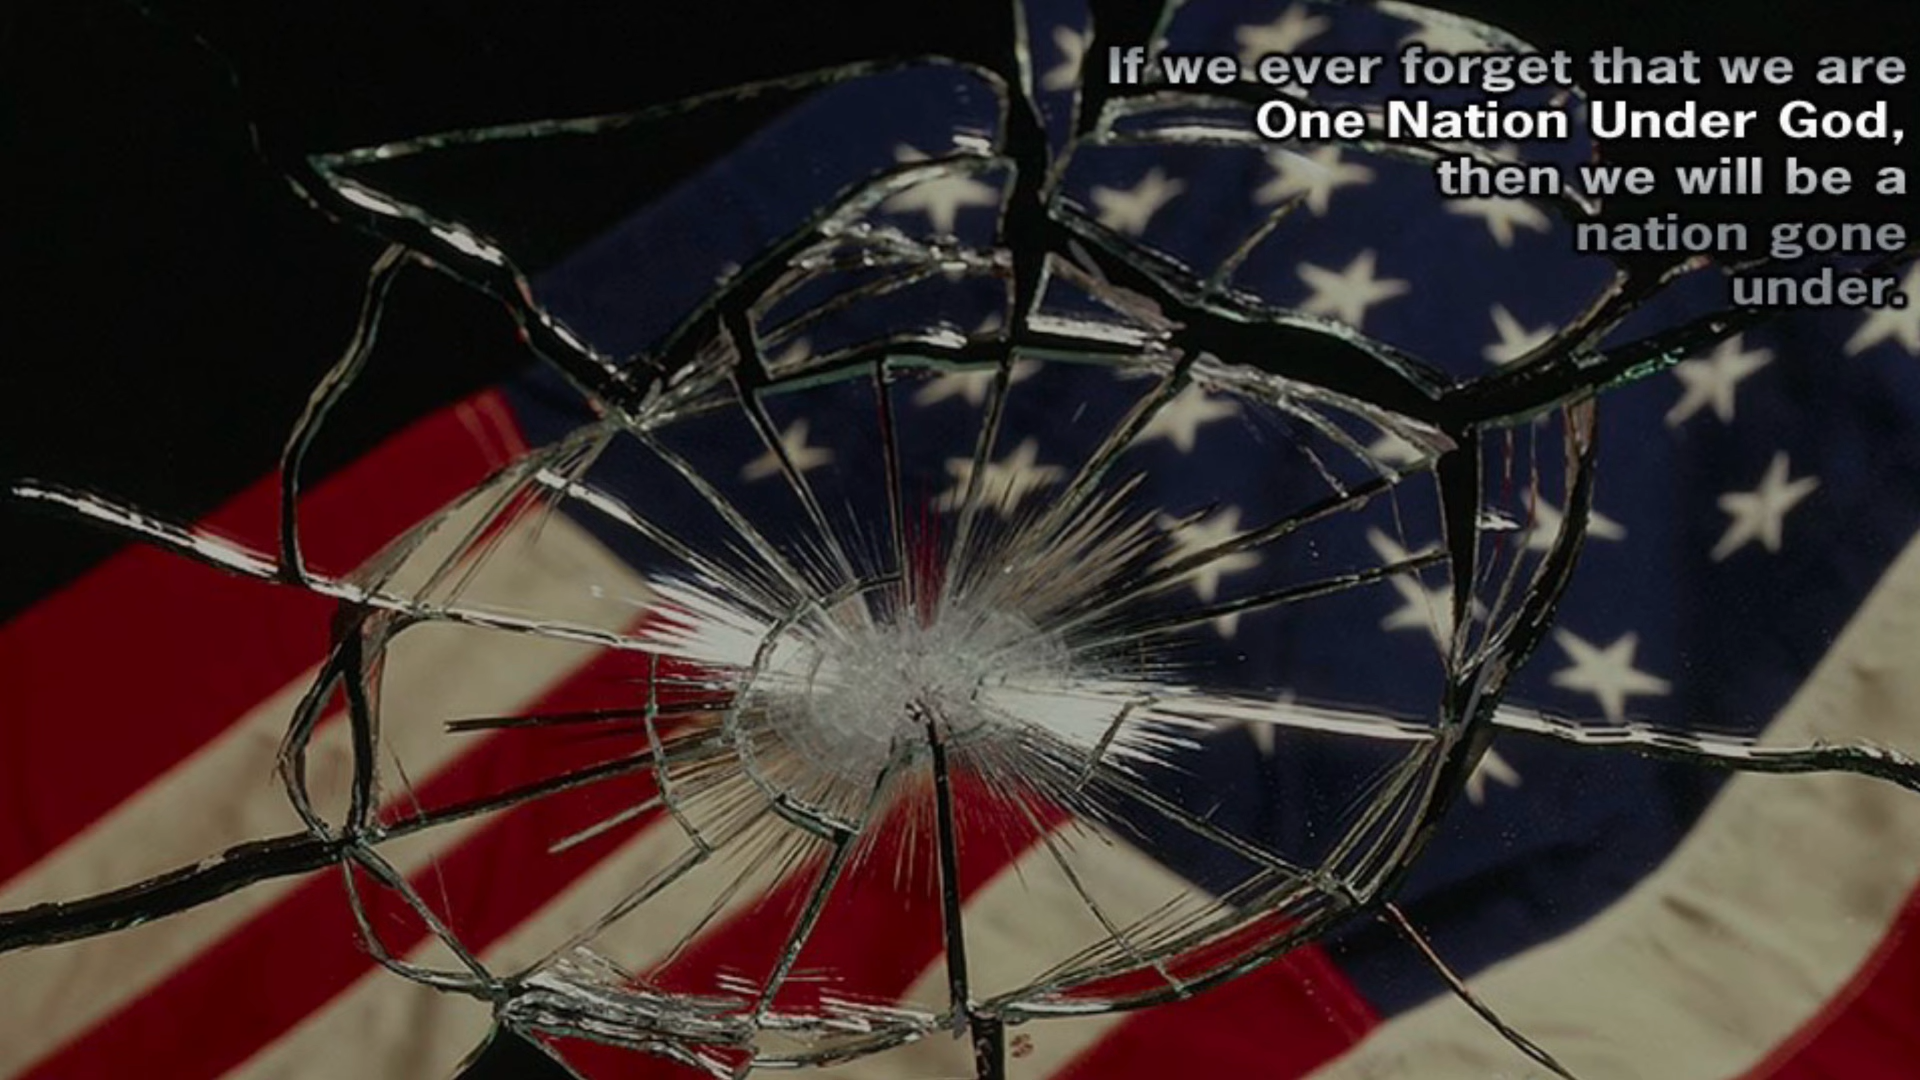 If we ever forget that we are
One Nation Under God,
then we will be a
nation gone
under.